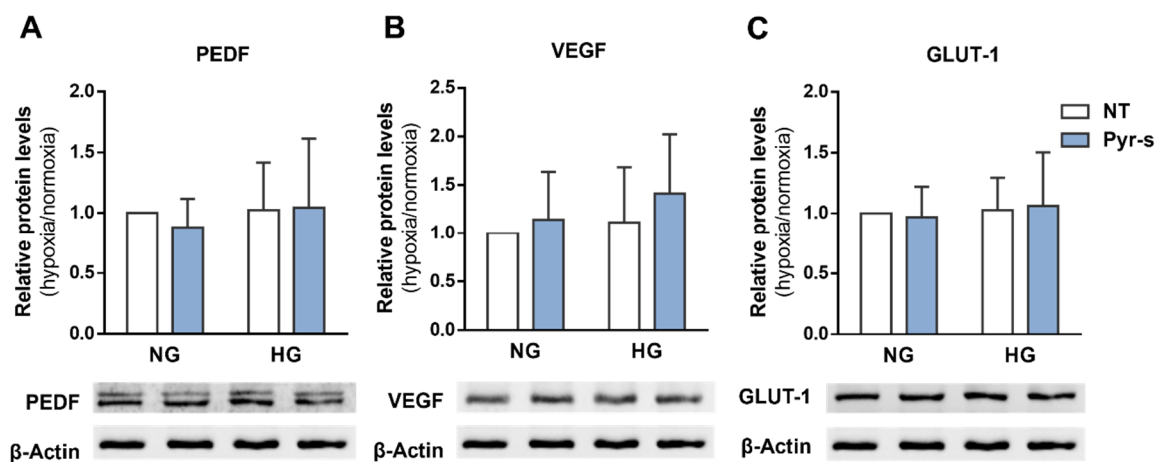 A
PEDF
Relative protein levels
(hypoxia/normoxia)
2.0
1.5
1.0
0.5
0.0
NG HG
PEDF
β-Actin
B
VEGF
Relative protein levels
(hypoxia/normoxia)
2.5
2.0
1.5
1.0
0.5
0.0
NG HG
VEGF
β-Actin
C
GLUT-1
Relative protein levels
(hypoxia/normoxia)
2.0
1.5
1.0
0.5
0.0
NG HG
NT
Pyr-s
GLUT-1
β-Actin